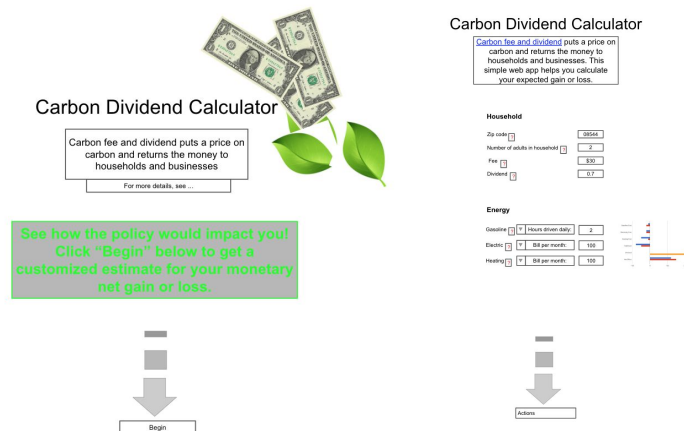 Carbon Dividend Calculator
Carbon fee and dividend puts a price on
carbon and returns the money to
households and businesses
For more details, see ...
See how the policy would impact you!
Click “Begin” below to get a
customized estimate for your monetary
net gain or loss.
Begin
Carbon Dividend Calculator
Carbon fee and dividend puts a price on
carbon and returns the money to
households and businesses. This
simple web app helps you calculate
your expected gain or loss.
Household
Zip code ? 08544
Number of adults in household ? 2
Fee ? $30
Dividend ? 0.7
Energy
Gasoline ? Hours driven daily: 2
Electric ? Bill per month: 100
Heating ? Bill per month: 100
Actions